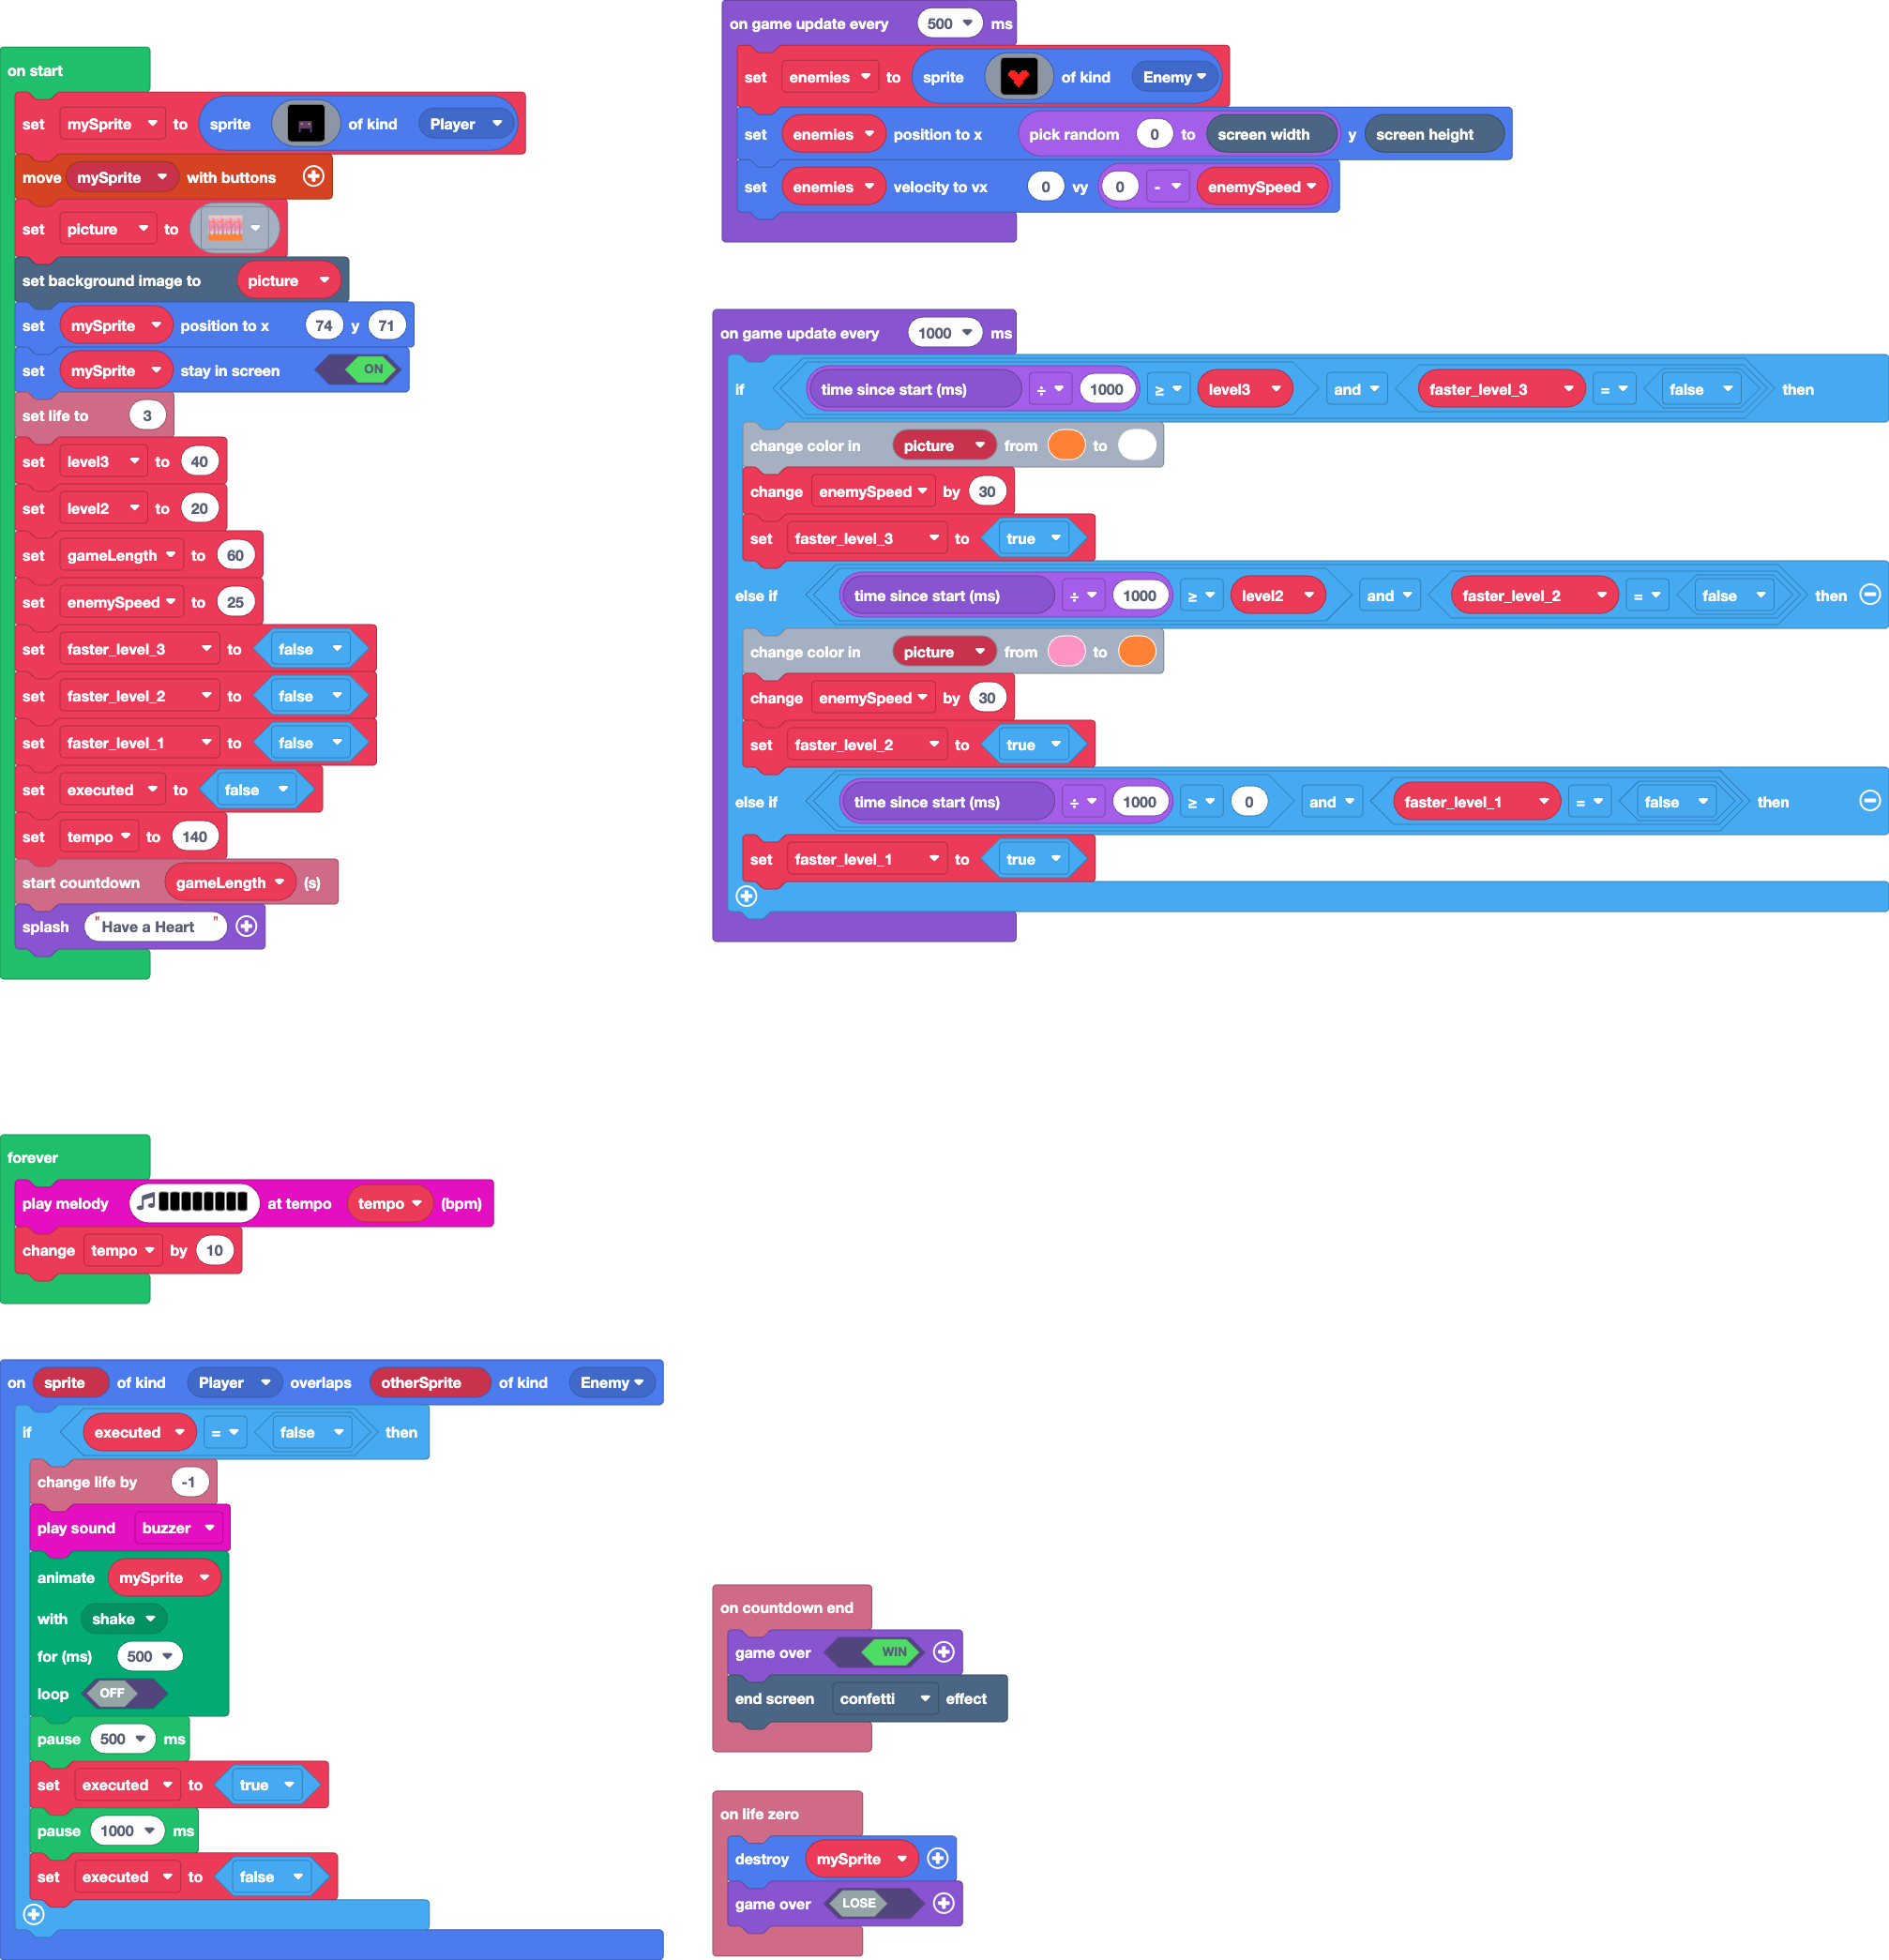 on start
set mySprite to sprite of kind Player
move mySprite with buttons
set picture to
set background image to picture
set mySprite position to x 74 y 71
set mySprite stay in screen ON
set life to 3
set level3 to 40
set level2 to 20
set gameLength to 60
set enemySpeed to 25
set faster_level_3 to false
set faster_level_2 to false
set faster_level_1 to false
set executed to false
set tempo to 140
start countdown gameLength (s)
splash "Have a Heart"
forever
play melody at tempo tempo (bpm)
change tempo by 10
on sprite of kind Player overlaps otherSprite of kind Enemy
if executed = false then
change life by -1
play sound buzzer
animate mySprite
with shake
for (ms) 500
loop OFF
pause 500 ms
set executed to true
pause 1000 ms
set executed to false
on game update every 500 ms
set enemies to sprite of kind Enemy
set enemies position to x pick random 0 to screen width y screen height
set enemies velocity to vx 0 vy 0 - enemySpeed
on game update every 1000 ms
if time since start (ms) ÷ 1000 ≥ level3 and faster_level_3 = false then
change color in picture from to
change enemySpeed by 30
set faster_level_3 to true
else if time since start (ms) ÷ 1000 ≥ level2 and faster_level_2 = false then
change color in picture from to
change enemySpeed by 30
set faster_level_2 to true
else if time since start (ms) ÷ 1000 ≥ 0 and faster_level_1 = false then
set faster_level_1 to true
on countdown end
game over WIN
end screen confetti effect
on life zero
destroy mySprite
game over LOSE